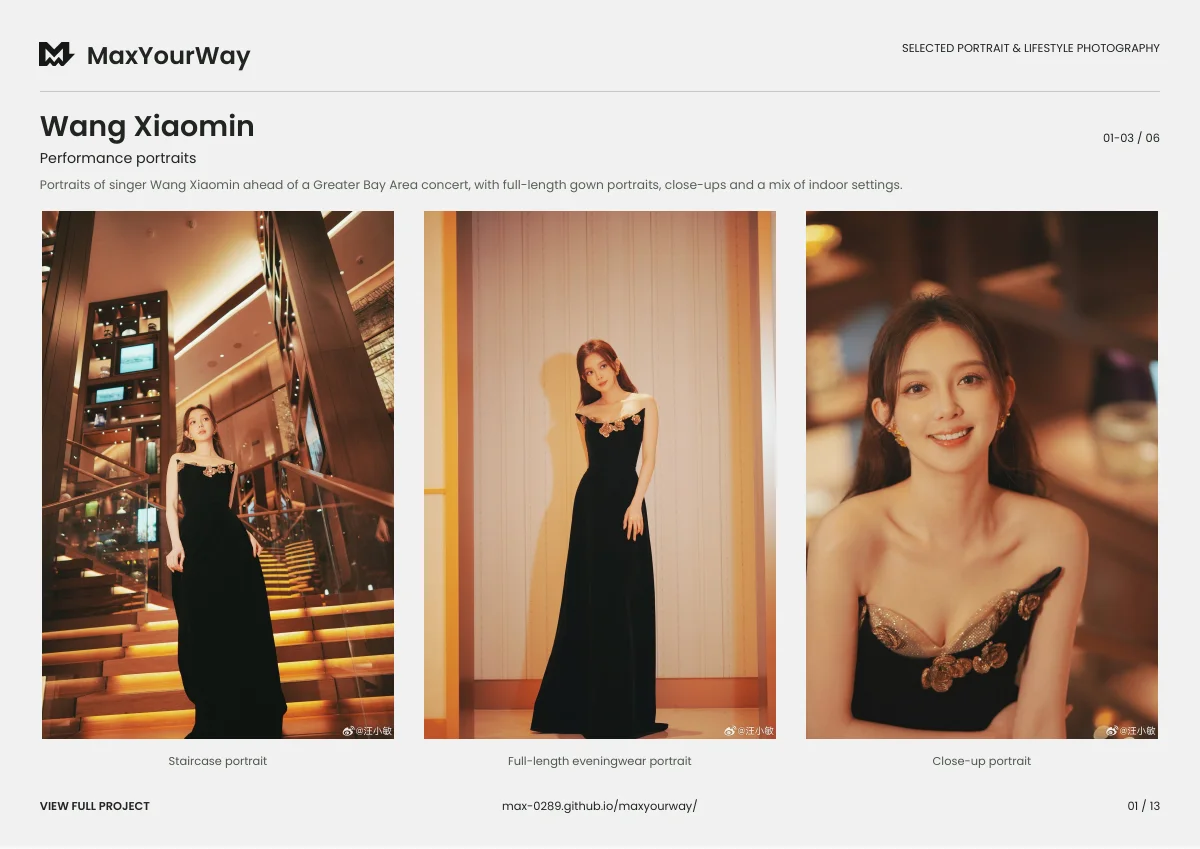 MaxYourWay
SELECTED PORTRAIT & LIFESTYLE PHOTOGRAPHY
Wang Xiaomin
01-03 / 06
Performance portraits
Portraits of singer Wang Xiaomin ahead of a Greater Bay Area concert, with full-length gown portraits, close-ups and a mix of indoor settings.
@汪小敏
@汪小敏
@汪小敏
Staircase portrait
Full-length eveningwear portrait
Close-up portrait
VIEW FULL PROJECT
max-0289.github.io/maxyourway/
01 / 13